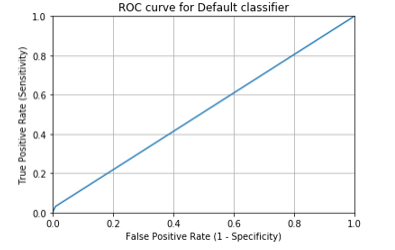 ROC curve for Default classifier
1.0
0.8
0.6
0.4
0.2
0.0
True Positive Rate (Sensitivity)
0.0 0.2 0.4 0.6 0.8 1.0
False Positive Rate (1 - Specificity)